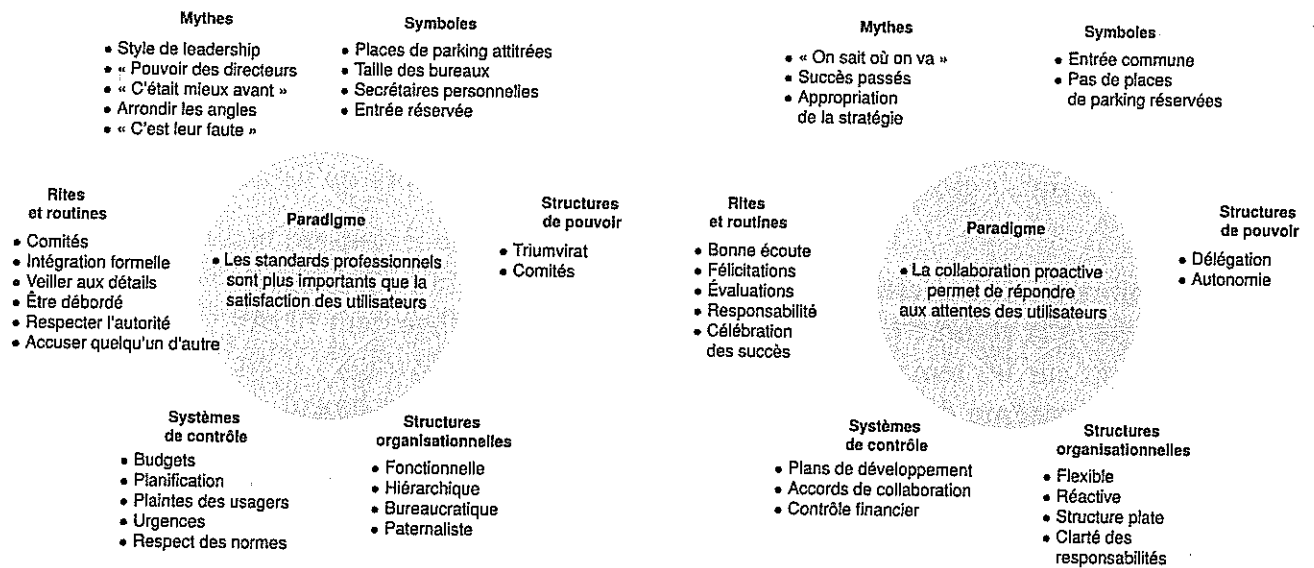 Mythes
• Style de leadership
• « Pouvoir des directeurs
• « C'était mieux avant »
• Arrondir les angles
• « C'est leur faute »
Symboles
• Places de parking attitrées
• Taille des bureaux
• Secrétaires personnelles
• Entrée réservée
Rites
et routines
• Comités
• Intégration formelle
• Veiller aux détails
• Être débordé
• Respecter l'autorité
• Accuser quelqu'un d'autre
Paradigme
• Les standards professionnels
sont plus importants que la
satisfaction des utilisateurs
Structures
de pouvoir
• Triumvirat
• Comités
Systèmes
de contrôle
• Budgets
• Planification
• Plaintes des usagers
• Urgences
• Respect des normes
Structures
organisationnelles
• Fonctionnelle
• Hiérarchique
• Bureaucratique
• Paternaliste
Mythes
• « On sait où on va »
• Succès passés
• Appropriation
de la stratégie
Symboles
• Entrée commune
• Pas de places
de parking réservées
Rites
et routines
• Bonne écoute
• Félicitations
• Évaluations
• Responsabilité
• Célébration
des succès
Paradigme
• La collaboration proactive
permet de répondre
aux attentes des utilisateurs
Structures
de pouvoir
• Délégation
• Autonomie
Systèmes
de contrôle
• Plans de développement
• Accords de collaboration
• Contrôle financier
Structures
organisationnelles
• Flexible
• Réactive
• Structure plate
• Clarté des
responsabilités